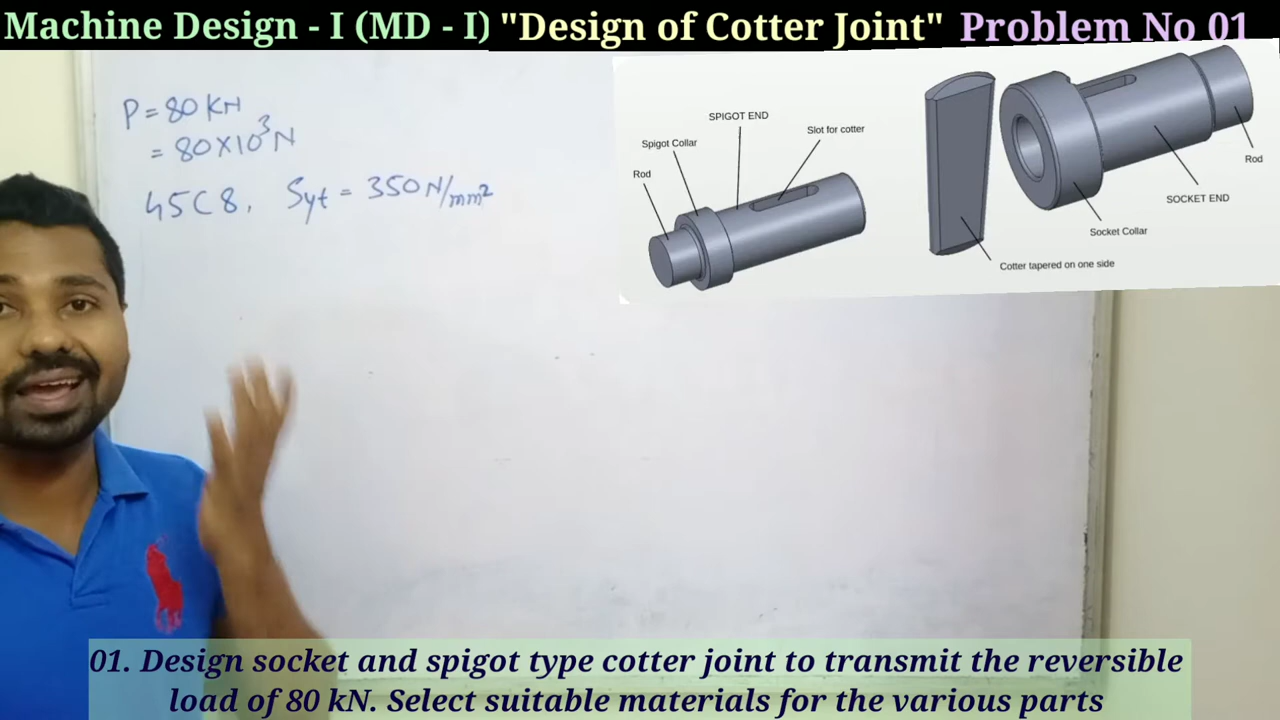 Machine Design - I (MD - I) "Design of Cotter Joint" Problem No 01
P = 80 KN
= 80X10³ N
45C8, Syt = 350 N/mm²
SPIGOT END
Spigot Collar
Slot for cotter
Rod
Rod
SOCKET END
Socket Collar
Cotter tapered on one side
01. Design socket and spigot type cotter joint to transmit the reversible
load of 80 kN. Select suitable materials for the various parts